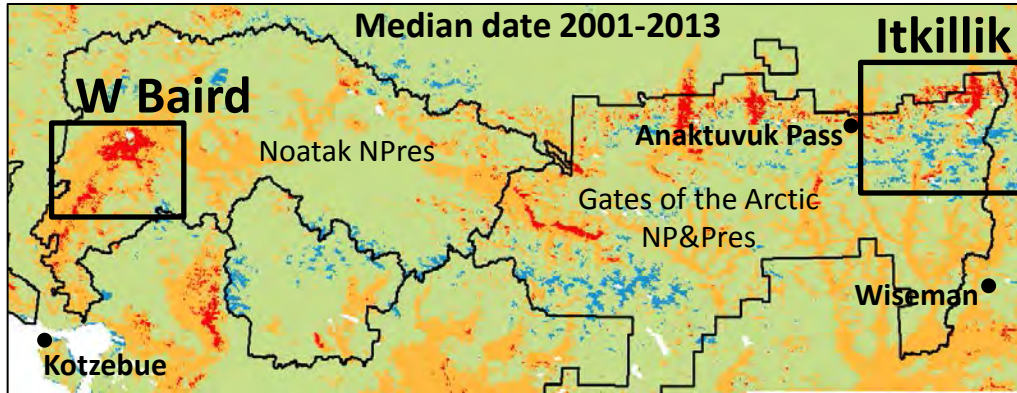 Median date 2001-2013
Itkillik
W Baird
Anaktuvuk Pass
Noatak NPres
Gates of the Arctic
NP&Pres
Wiseman
Kotzebue